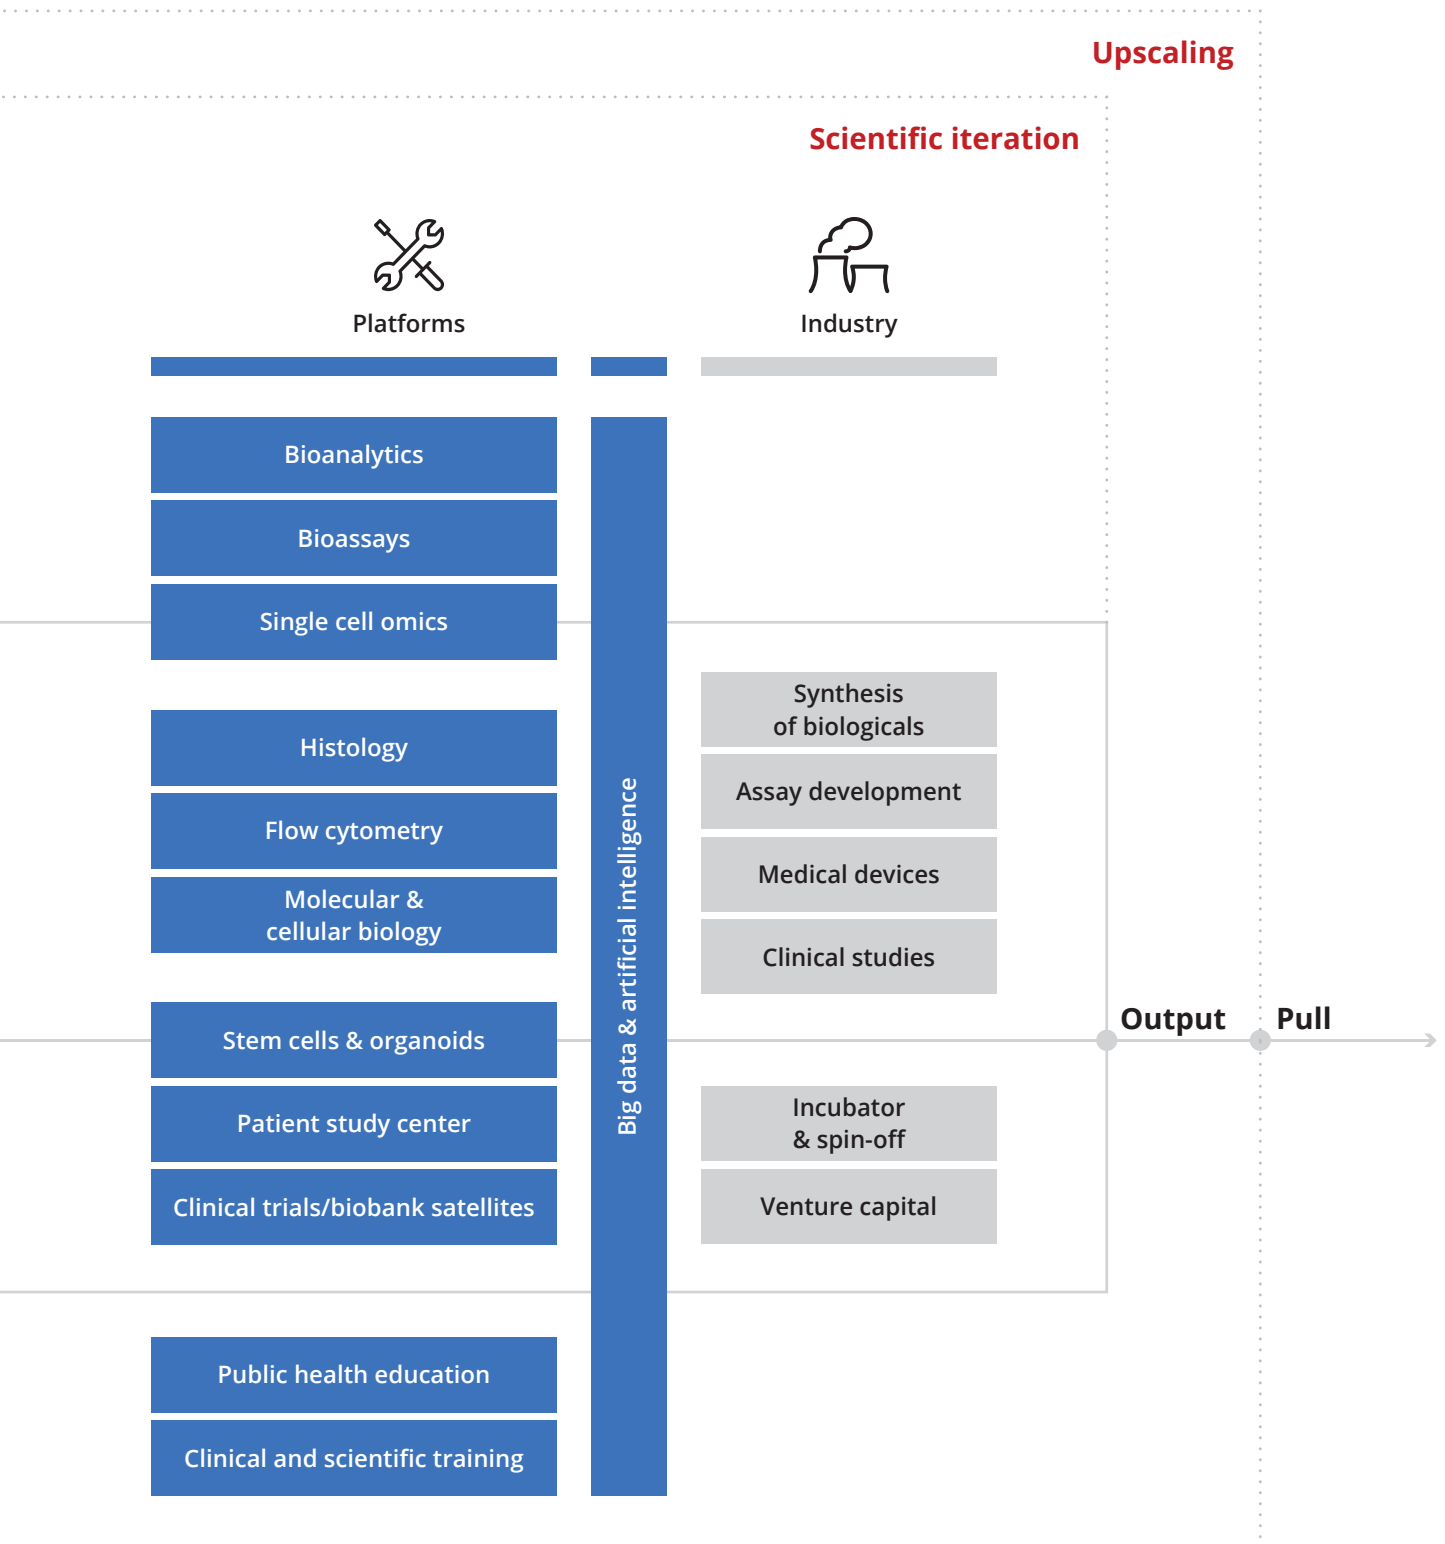 Upscaling
Scientific iteration
Platforms
Industry
Bioanalytics
Bioassays
Single cell omics
Histology
Flow cytometry
Molecular &
cellular biology
Stem cells & organoids
Patient study center
Clinical trials/biobank satellites
Public health education
Clinical and scientific training
Big data & artificial intelligence
Synthesis
of biologicals
Assay development
Medical devices
Clinical studies
Incubator
& spin-off
Venture capital
Output
Pull